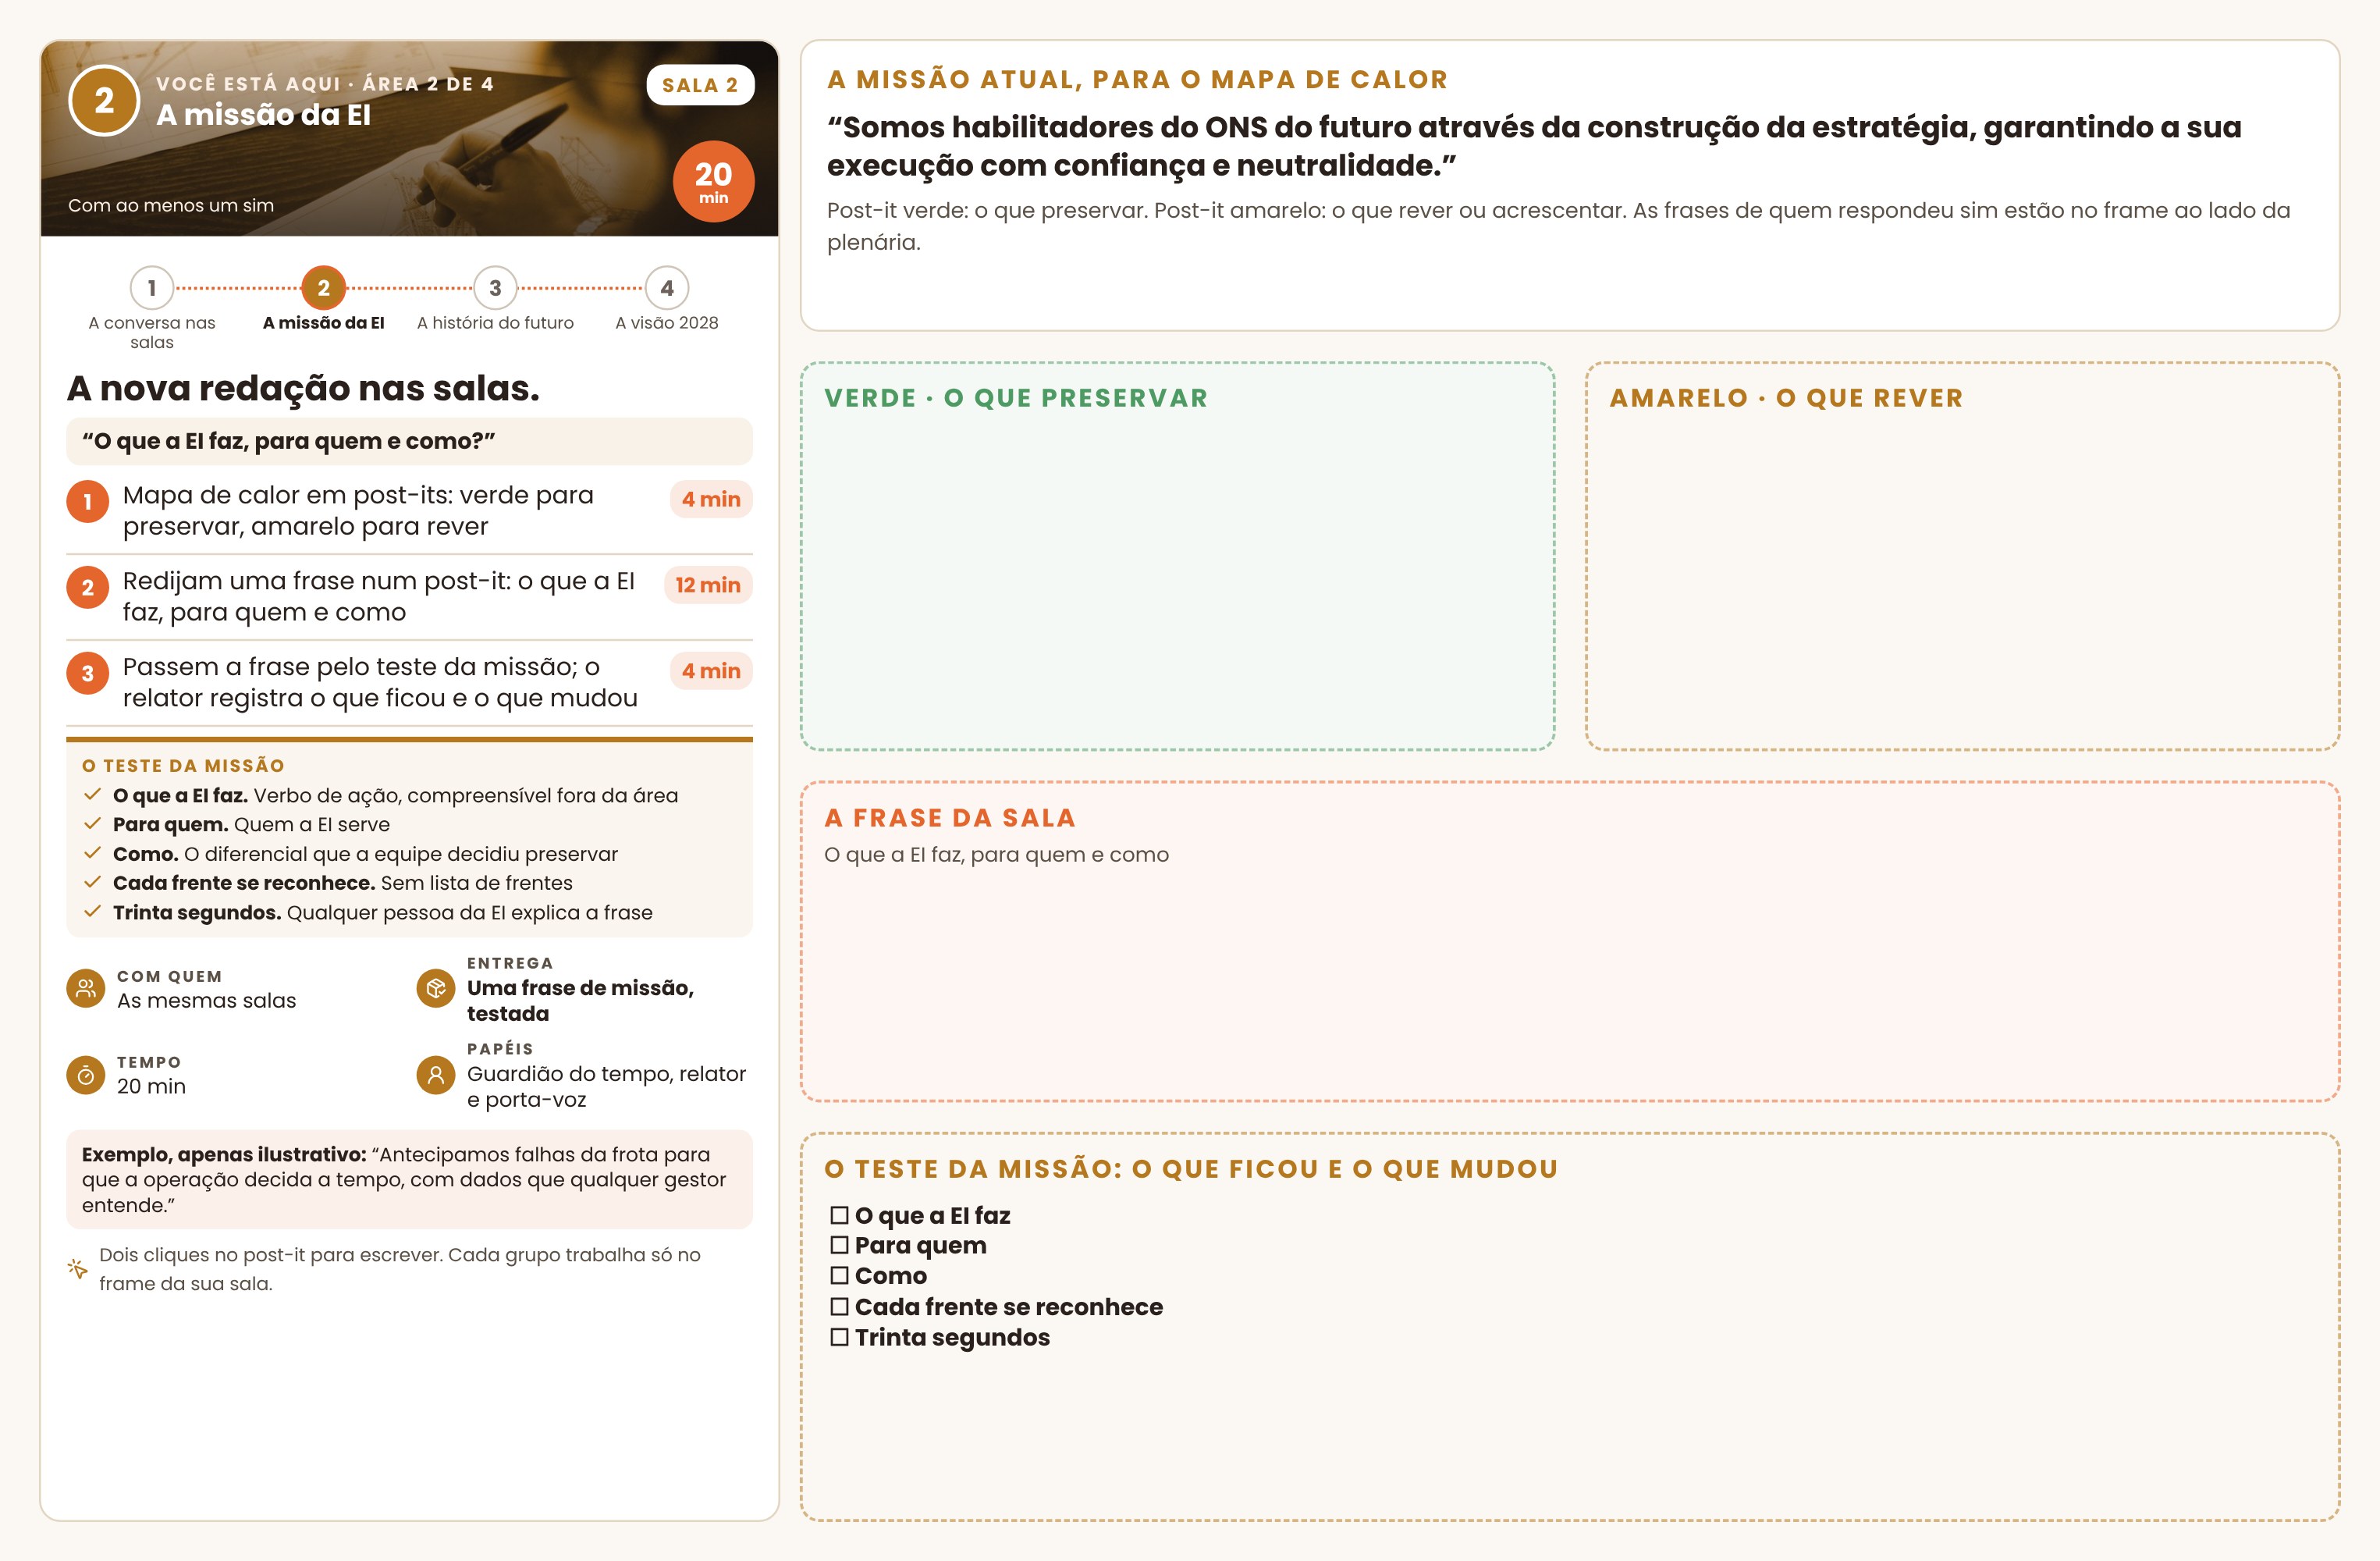 2
VOCÊ ESTÁ AQUI · ÁREA 2 DE 4
A missão da EI
SALA 2
20
min
Com ao menos um sim
1
2
3
4
A conversa nas
salas
A missão da EI
A história do futuro
A visão 2028
A nova redação nas salas.
“O que a EI faz, para quem e como?”
1
Mapa de calor em post-its: verde para
preservar, amarelo para rever
4 min
2
Redijam uma frase num post-it: o que a EI
faz, para quem e como
12 min
3
Passem a frase pelo teste da missão; o
relator registra o que ficou e o que mudou
4 min
O TESTE DA MISSÃO
O que a EI faz. Verbo de ação, compreensível fora da área
Para quem. Quem a EI serve
Como. O diferencial que a equipe decidiu preservar
Cada frente se reconhece. Sem lista de frentes
Trinta segundos. Qualquer pessoa da EI explica a frase
COM QUEM
As mesmas salas
ENTREGA
Uma frase de missão,
testada
TEMPO
20 min
PAPÉIS
Guardião do tempo, relator
e porta-voz
Exemplo, apenas ilustrativo: “Antecipamos falhas da frota para
que a operação decida a tempo, com dados que qualquer gestor
entende.”
Dois cliques no post-it para escrever. Cada grupo trabalha só no
frame da sua sala.
A MISSÃO ATUAL, PARA O MAPA DE CALOR
“Somos habilitadores do ONS do futuro através da construção da estratégia, garantindo a sua
execução com confiança e neutralidade.”
Post-it verde: o que preservar. Post-it amarelo: o que rever ou acrescentar. As frases de quem respondeu sim estão no frame ao lado da
plenária.
VERDE · O QUE PRESERVAR
AMARELO · O QUE REVER
A FRASE DA SALA
O que a EI faz, para quem e como
O TESTE DA MISSÃO: O QUE FICOU E O QUE MUDOU
☐ O que a EI faz
☐ Para quem
☐ Como
☐ Cada frente se reconhece
☐ Trinta segundos